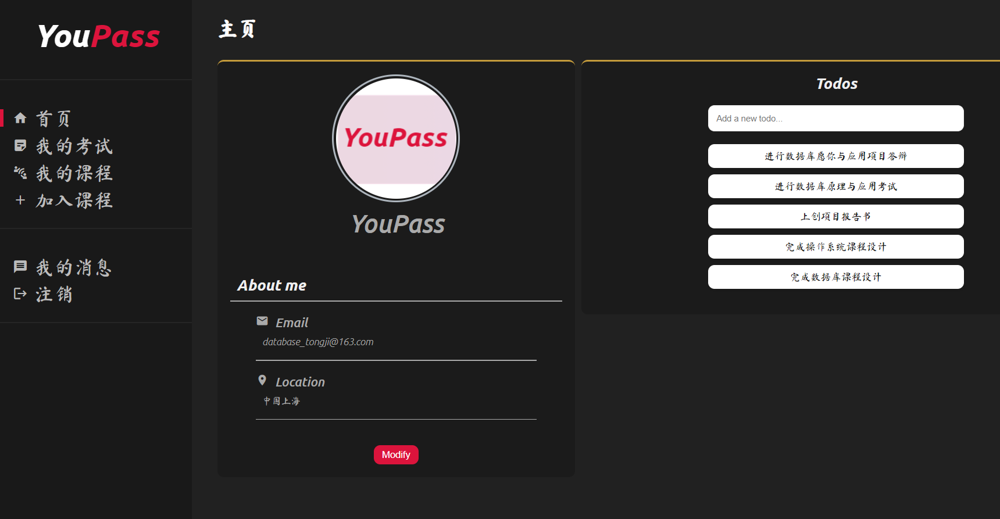 YouPass
首页
我的考试
我的课程
加入课程
我的消息
注销
主页
YouPass
YouPass
About me
Email
database_tongji@163.com
Location
中国上海
Modify
Todos
Add a new todo...
进行数据库愿你与应用项目答辩
进行数据库原理与应用考试
上创项目报告书
完成操作系统课程设计
完成数据库课程设计